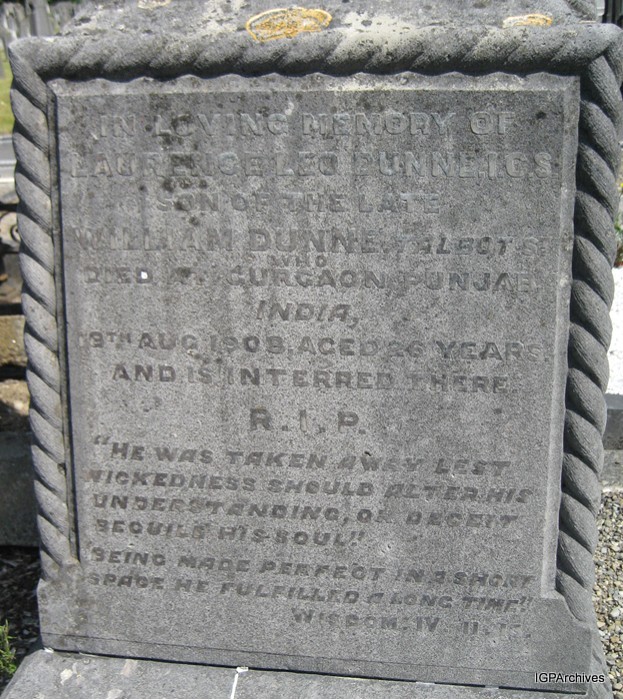 IN LOVING MEMORY OF
LAURENCE LEO DUNNE, I.C.S
SON OF THE LATE
WILLIAM DUNNE, TALBOT ST
WHO
DIED AT GURGAON PUNJAB
INDIA,
19TH AUG 1908, AGED 26 YEARS,
AND IS INTERRED THERE
R.I.P.
"HE WAS TAKEN AWAY LEST
WICKEDNESS SHOULD ALTER HIS
UNDERSTANDING, OR DECEIT
BEGUILE HIS SOUL"
"BEING MADE PERFECT IN A SHORT
SPACE HE FULFILLED A LONG TIME"
WISDOM. IV. 11.
IGPArchives